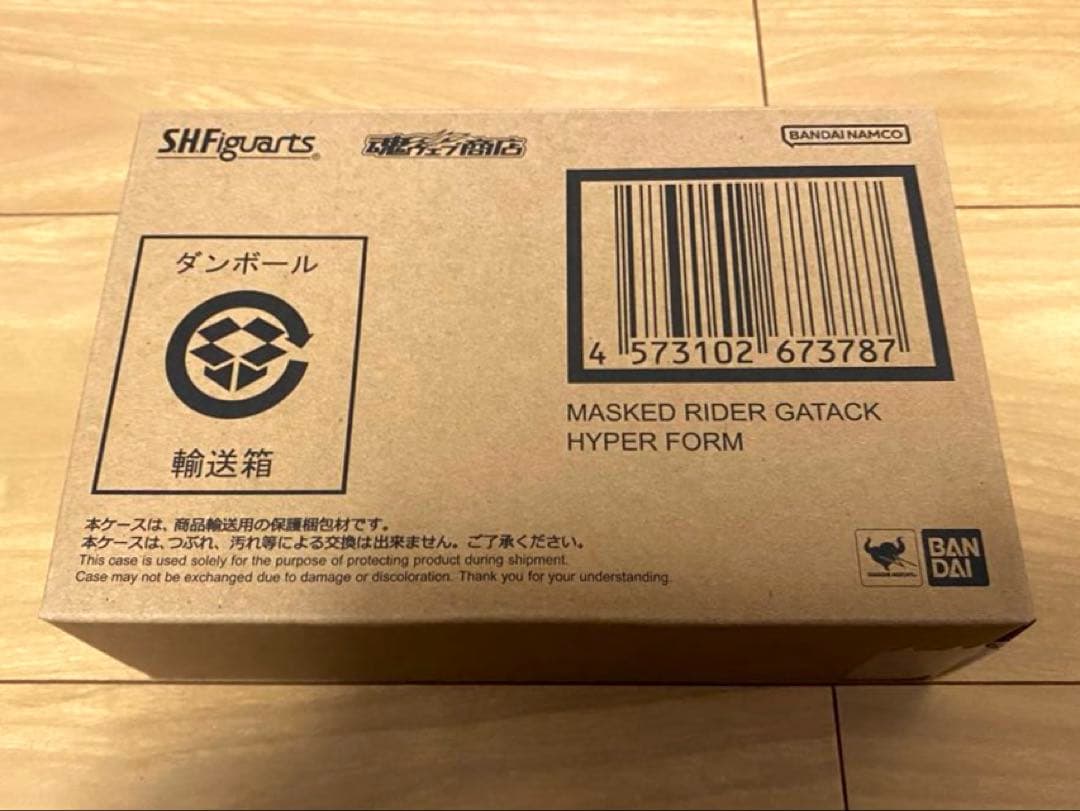 S.H.Figuarts
魂ウェブ商店
BANDAI NAMCO
4 573102 673787
MASKED RIDER GATACK
HYPER FORM
ダンボール
輸送箱
本ケースは、商品輸送用の保護梱包材です。
本ケースは、つぶれ、汚れ等による交換は出来ません。ご了承ください。
This case is used solely for the purpose of protecting product during shipment.
Case may not be exchanged due to damage or discoloration. Thank you for your understanding.
BAN
DAI